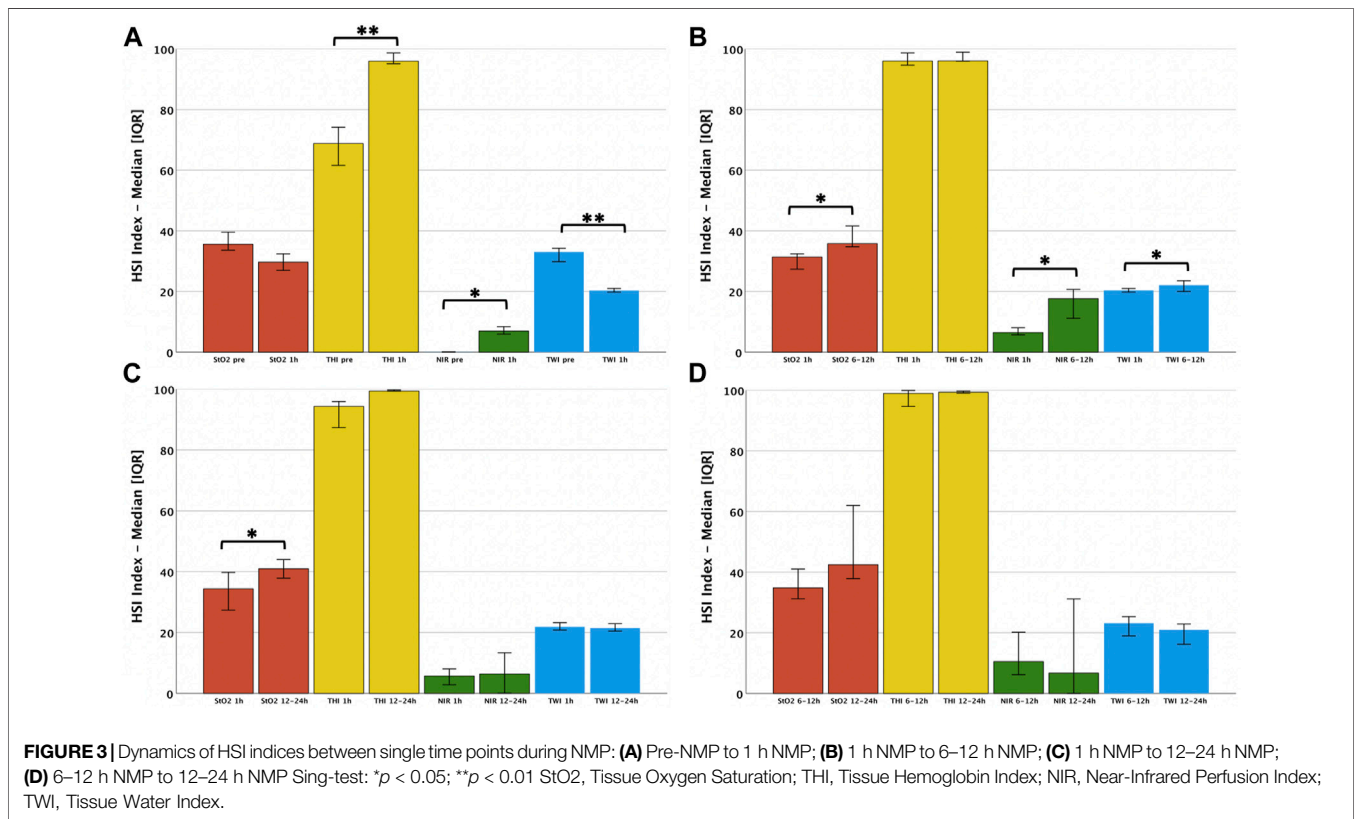 A
**
100
80
60
40
20
0
HSI Index – Median [IQR]
*
**
StO2 pre StO2 1h THI pre THI 1h NIR pre NIR 1h TWI pre TWI 1h
B
100
80
60
40
20
0
HSI Index – Median [IQR]
*
*
*
StO2 1h StO2 6–12h THI 1h THI 6–12h NIR 1h NIR 6–12h TWI 1h TWI 6–12h
C
100
80
60
40
20
0
HSI Index – Median [IQR]
*
StO2 1h StO2 12–24h THI 1h THI 12–24h NIR 1h NIR 12–24h TWI 1h TWI 12–24h
D
100
80
60
40
20
0
HSI Index – Median [IQR]
StO2 6–12h StO2 12–24h THI 6–12h THI 12–24h NIR 6–12h NIR 12–24h TWI 6–12h TWI 12–24h
FIGURE 3 | Dynamics of HSI indices between single time points during NMP: (A) Pre-NMP to 1 h NMP; (B) 1 h NMP to 6–12 h NMP; (C) 1 h NMP to 12–24 h NMP;
(D) 6–12 h NMP to 12–24 h NMP Sing-test: *p < 0.05; **p < 0.01 StO2, Tissue Oxygen Saturation; THI, Tissue Hemoglobin Index; NIR, Near-Infrared Perfusion Index;
TWI, Tissue Water Index.